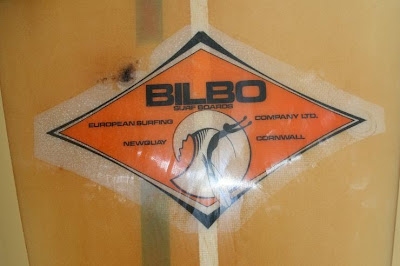 BILBO
SURF BOARDS
EUROPEAN SURFING COMPANY LTD.
NEWQUAY CORNWALL